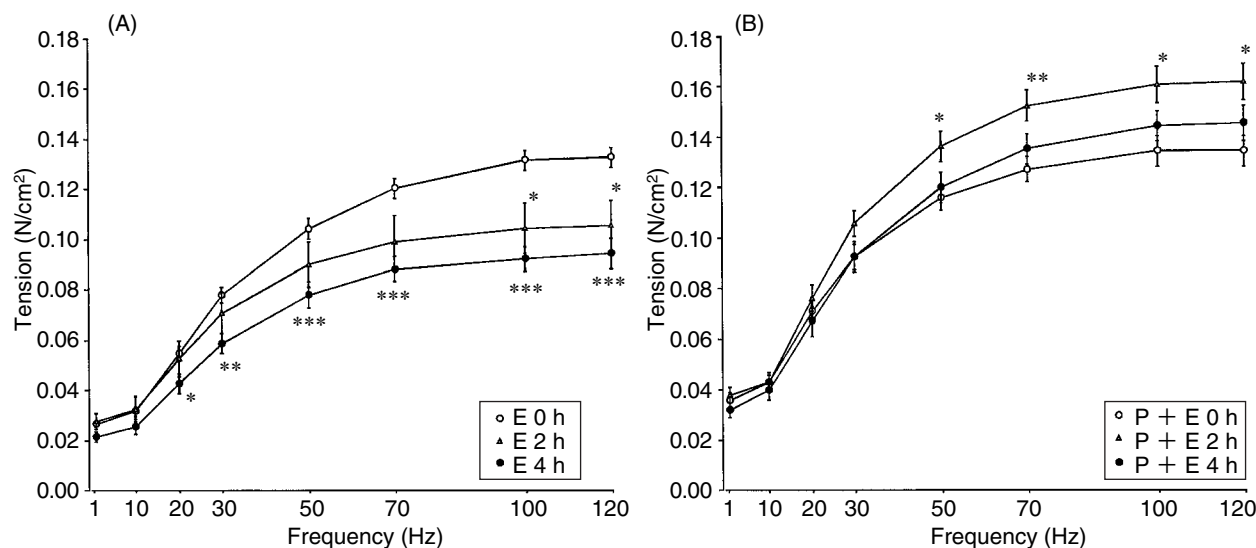 (A)
0.18
0.16
0.14
0.12
0.10
0.08
0.06
0.04
0.02
0.00
Tension (N/cm²)
* *
*** *** *** ***
**
*
E 0 h
E 2 h
E 4 h
1 10 20 30 50 70 100 120
Frequency (Hz)
(B)
0.18
0.16
0.14
0.12
0.10
0.08
0.06
0.04
0.02
0.00
Tension (N/cm²)
* ** * *
P + E 0 h
P + E 2 h
P + E 4 h
1 10 20 30 50 70 100 120
Frequency (Hz)